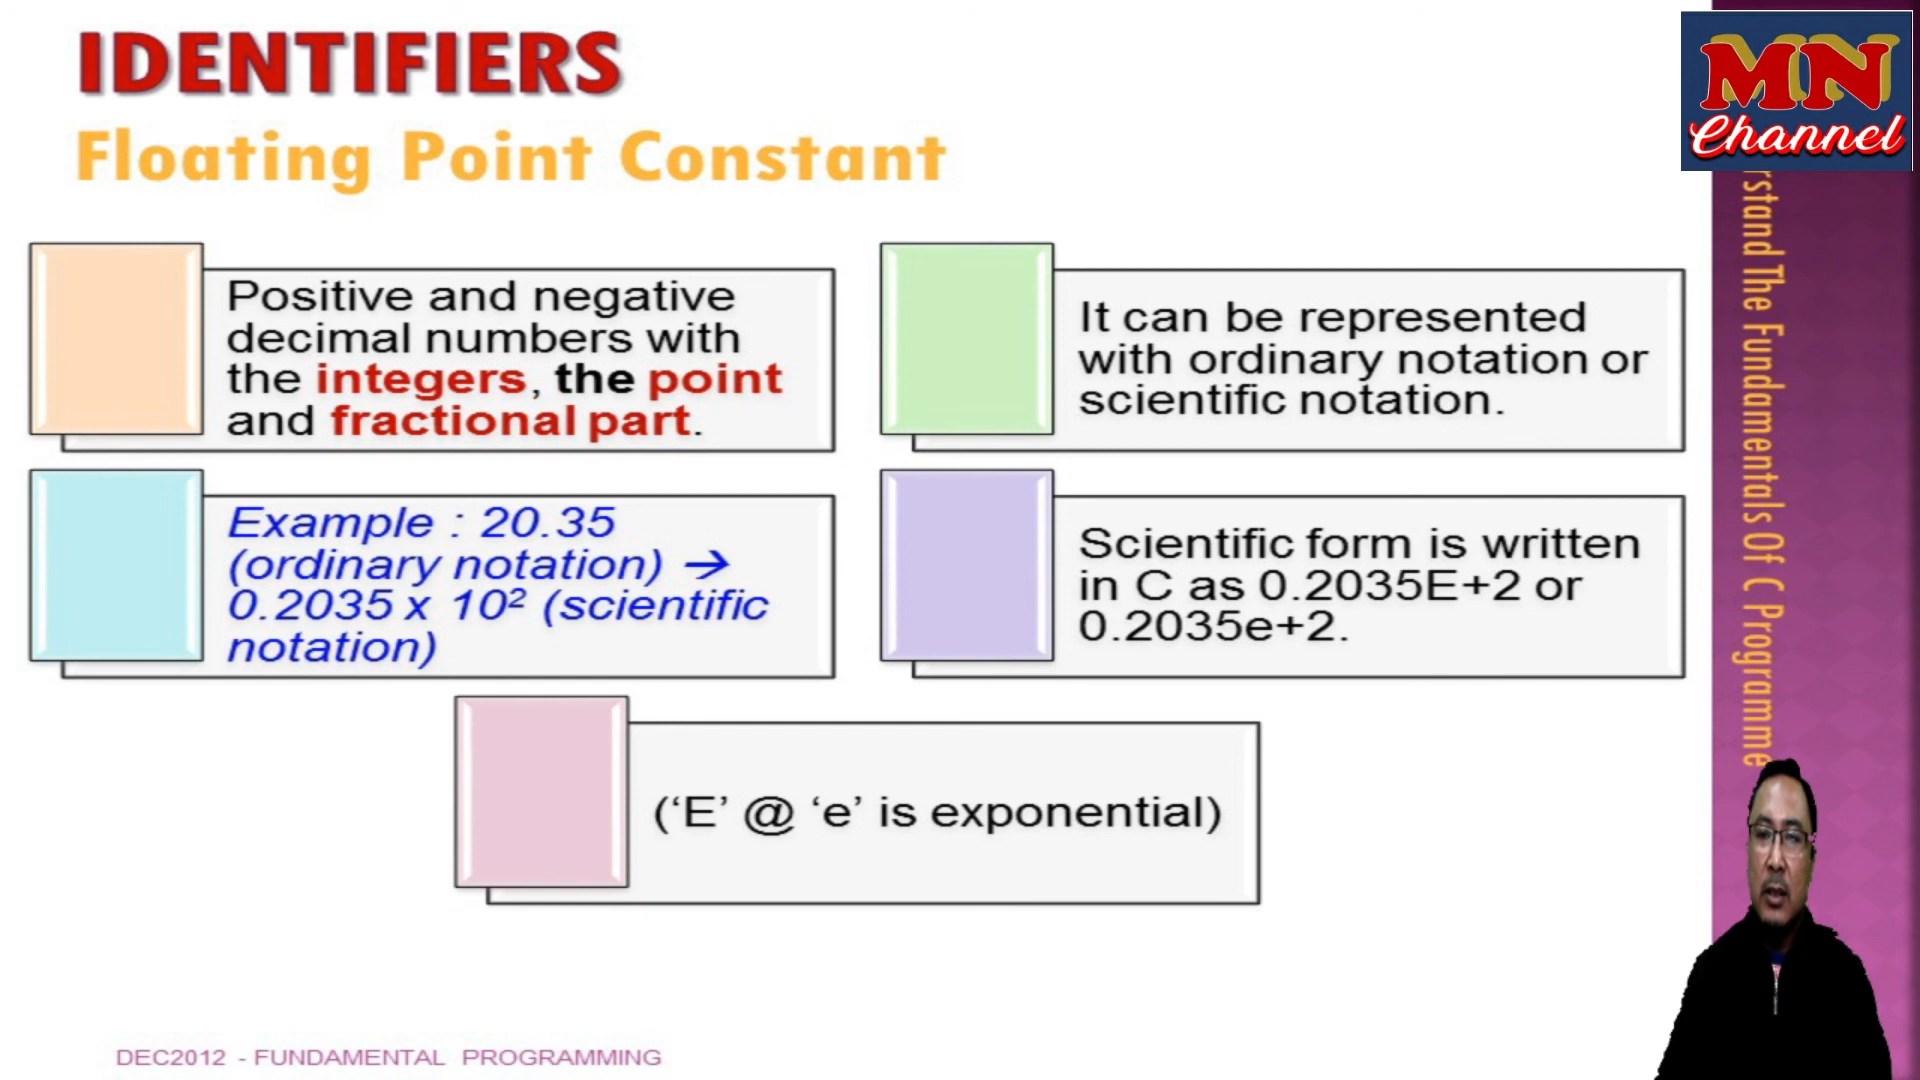 IDENTIFIERS
Floating Point Constant
MN
Channel
Positive and negative
decimal numbers with
the integers, the point
and fractional part.
It can be represented
with ordinary notation or
scientific notation.
Example : 20.35
(ordinary notation) →
0.2035 x 10² (scientific
notation)
Scientific form is written
in C as 0.2035E+2 or
0.2035e+2.
(‘E’ @ ‘e’ is exponential)
The Fundamentals Of C Programme
DEC2012 - FUNDAMENTAL PROGRAMMING